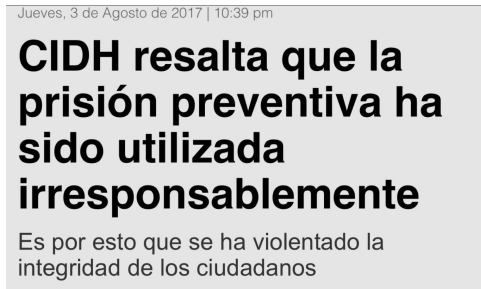 Jueves, 3 de Agosto de 2017 | 10:39 pm
CIDH resalta que la
prisión preventiva ha
sido utilizada
irresponsablemente
Es por esto que se ha violentado la
integridad de los ciudadanos